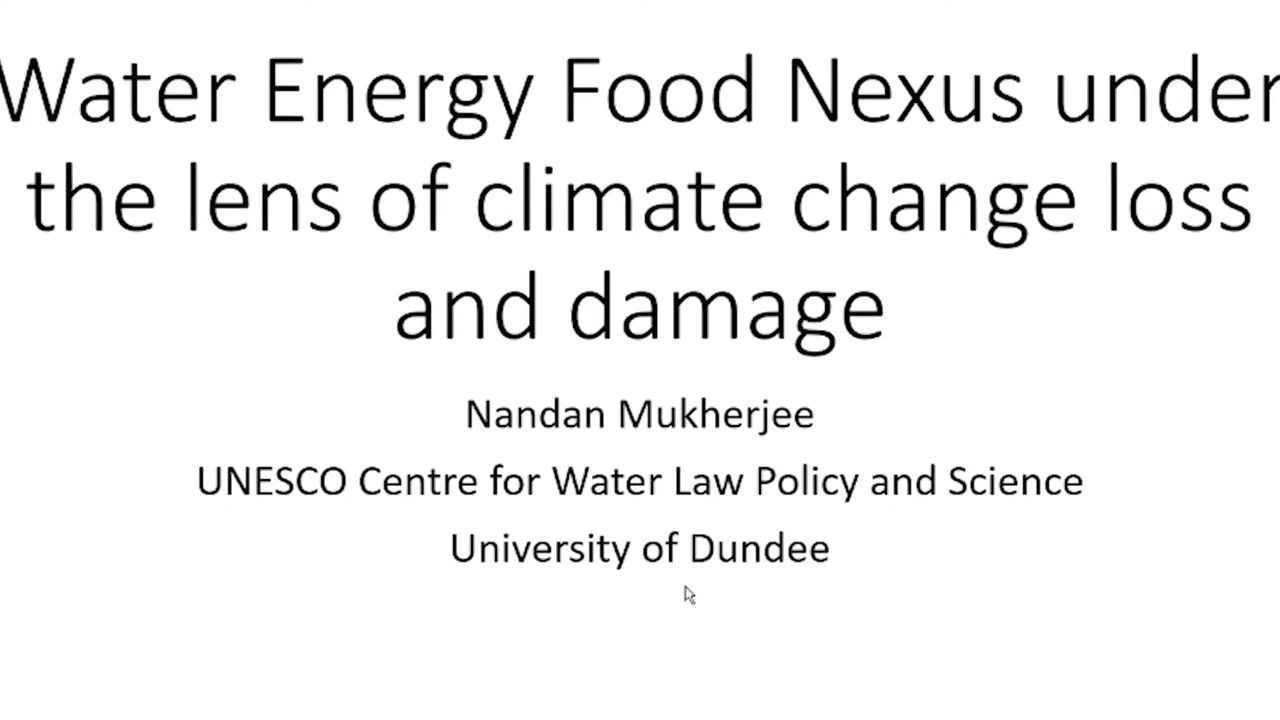 Water Energy Food Nexus under
the lens of climate change loss
and damage
Nandan Mukherjee
UNESCO Centre for Water Law Policy and Science
University of Dundee